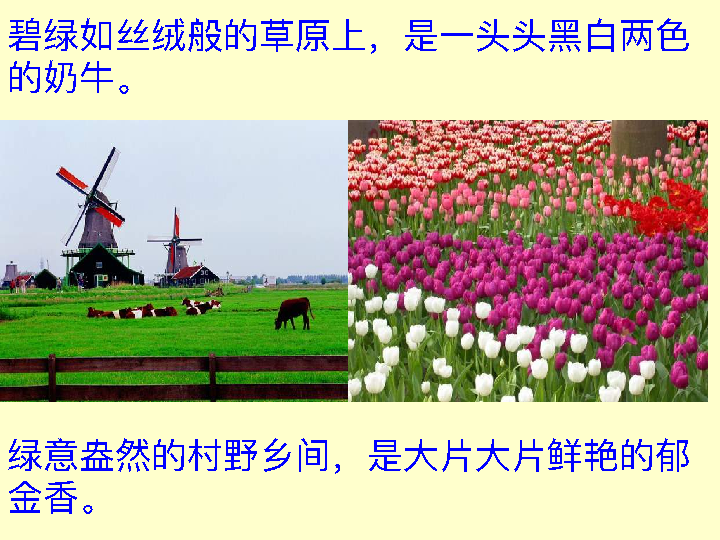 碧绿如丝绒般的草原上，是一头头黑白两色
的奶牛。
绿意盎然的村野乡间，是大片大片鲜艳的郁
金香。